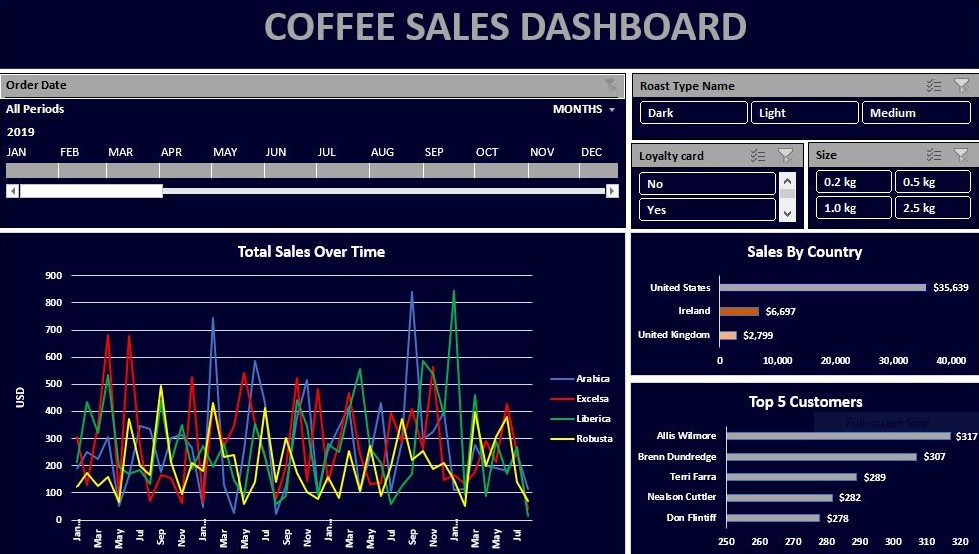 COFFEE SALES DASHBOARD
Order Date
All Periods
MONTHS
2019
JAN FEB MAR APR MAY JUN JUL AUG SEP OCT NOV DEC
Roast Type Name
Dark Light Medium
Loyalty card
No
Yes
Size
0.2 kg 0.5 kg
1.0 kg 2.5 kg
Total Sales Over Time
900
800
700
600
500
400
300
200
100
0
USD
Jan... Mar May Jul Sep Nov Jan... Mar May Jul Sep Nov Jan... Mar May Jul Sep Nov Jan... Mar May Jul
Arabica
Excelsa
Liberica
Robusta
Sales By Country
United States $35,639
Ireland $6,697
United Kingdom $2,799
0 10,000 20,000 30,000 40,000
Top 5 Customers
Full-screen Snip
Allis Wilmore $317
Brenn Dundredge $307
Terri Farra $289
Nealson Cuttler $282
Don Flintiff $278
250 260 270 280 290 300 310 320